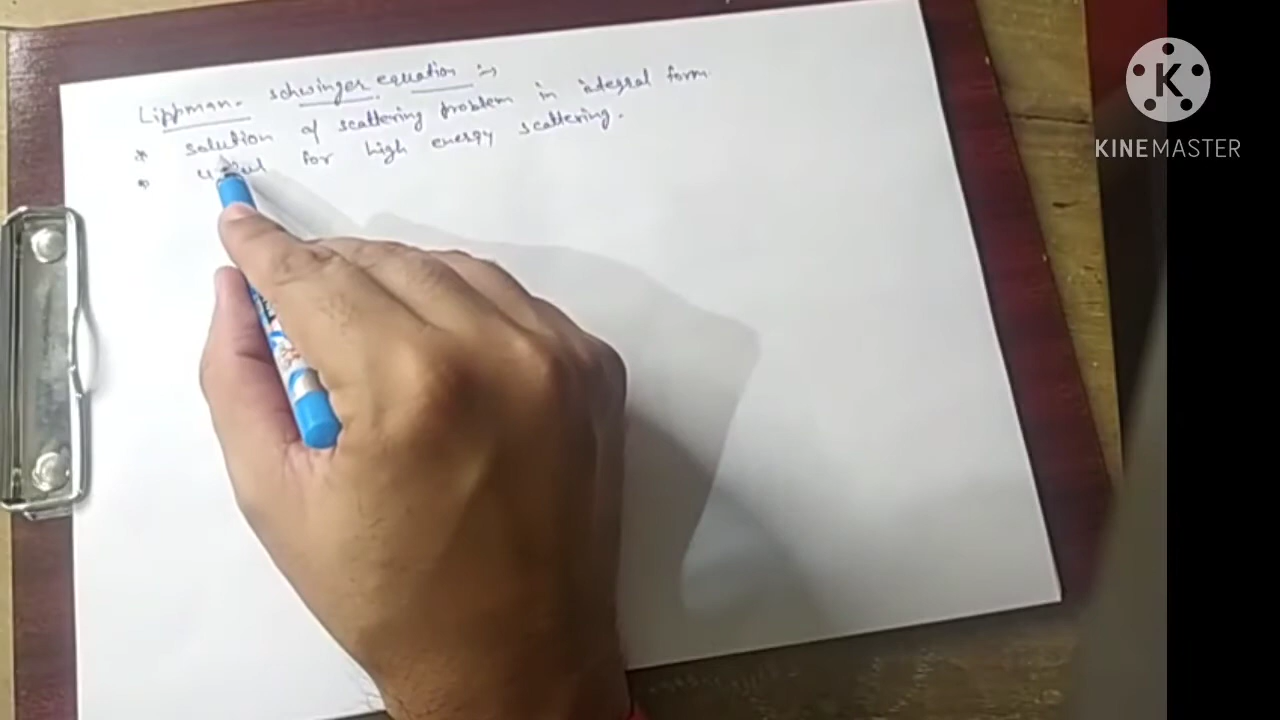 Lippman- schwinger equation :-
* solution of scattering problem in integral form
* useful for high energy scattering.
K
KINEMASTER